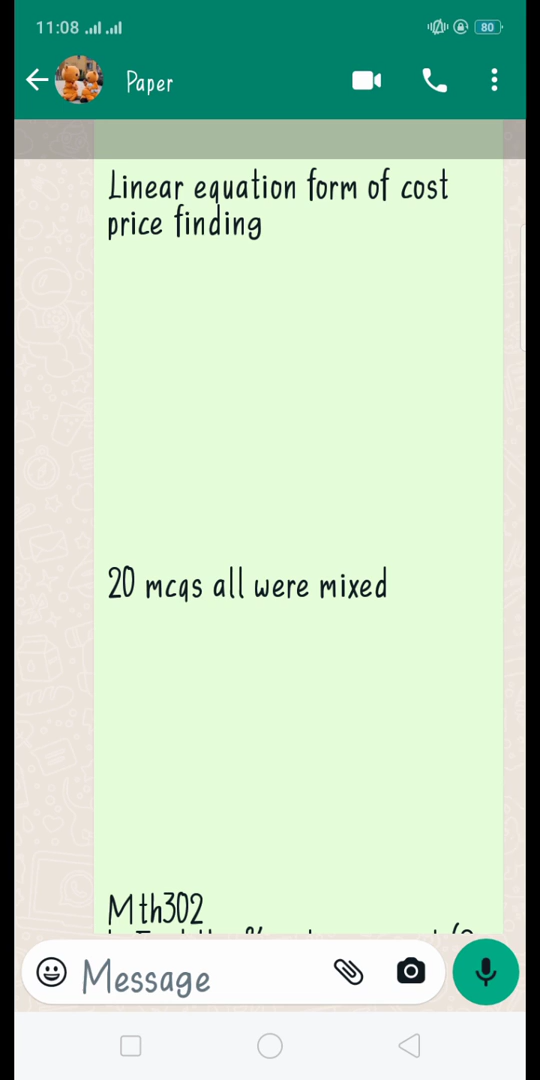 11:08
80
Paper
Linear equation form of cost
price finding
20 mcqs all were mixed
Mth302
Message